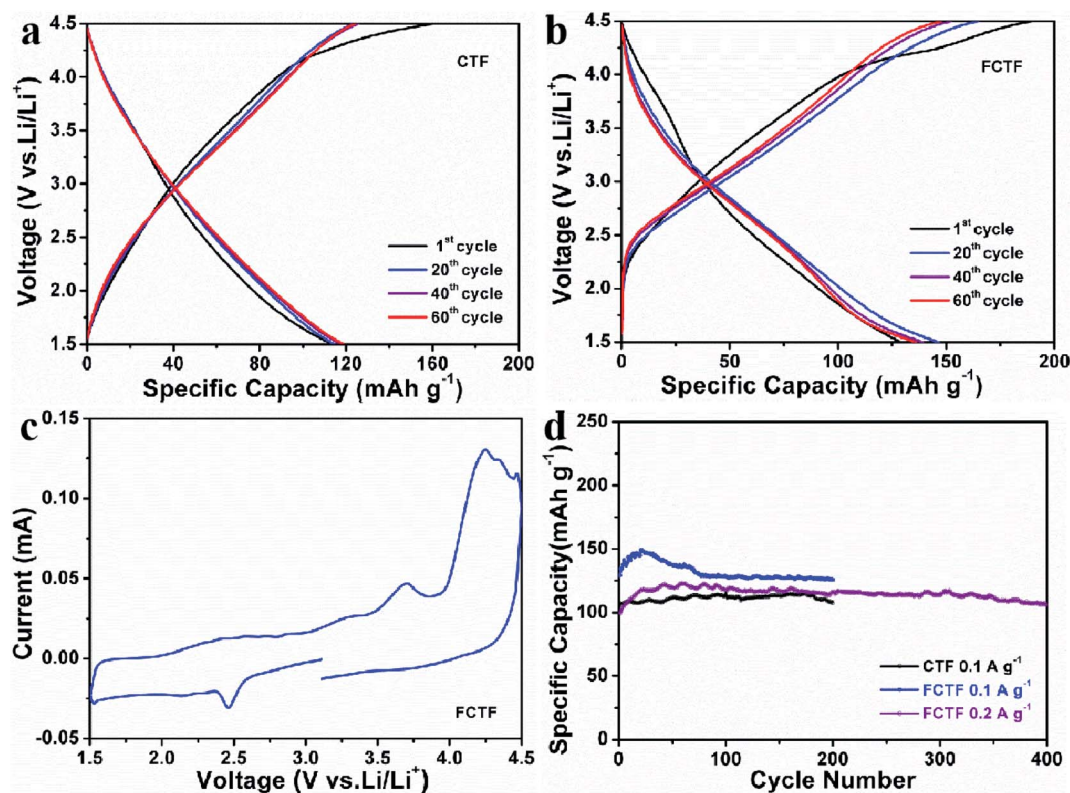 a
CTF
4.5
4.0
3.5
3.0
2.5
2.0
1.5
Voltage (V vs.Li/Li⁺)
1ˢᵗ cycle
20ᵗʰ cycle
40ᵗʰ cycle
60ᵗʰ cycle
0 40 80 120 160 200
Specific Capacity (mAh g⁻¹)
b
FCTF
4.5
4.0
3.5
3.0
2.5
2.0
1.5
Voltage (V vs.Li/Li⁺)
1ˢᵗ cycle
20ᵗʰ cycle
40ᵗʰ cycle
60ᵗʰ cycle
0 50 100 150 200
Specific Capacity (mAh g⁻¹)
c
0.15
0.10
0.05
0.00
-0.05
Current (mA)
FCTF
1.5 2.0 2.5 3.0 3.5 4.0 4.5
Voltage (V vs.Li/Li⁺)
d
250
200
150
100
50
0
Specific Capacity(mAh g⁻¹)
CTF 0.1 A g⁻¹
FCTF 0.1 A g⁻¹
FCTF 0.2 A g⁻¹
0 100 200 300 400
Cycle Number